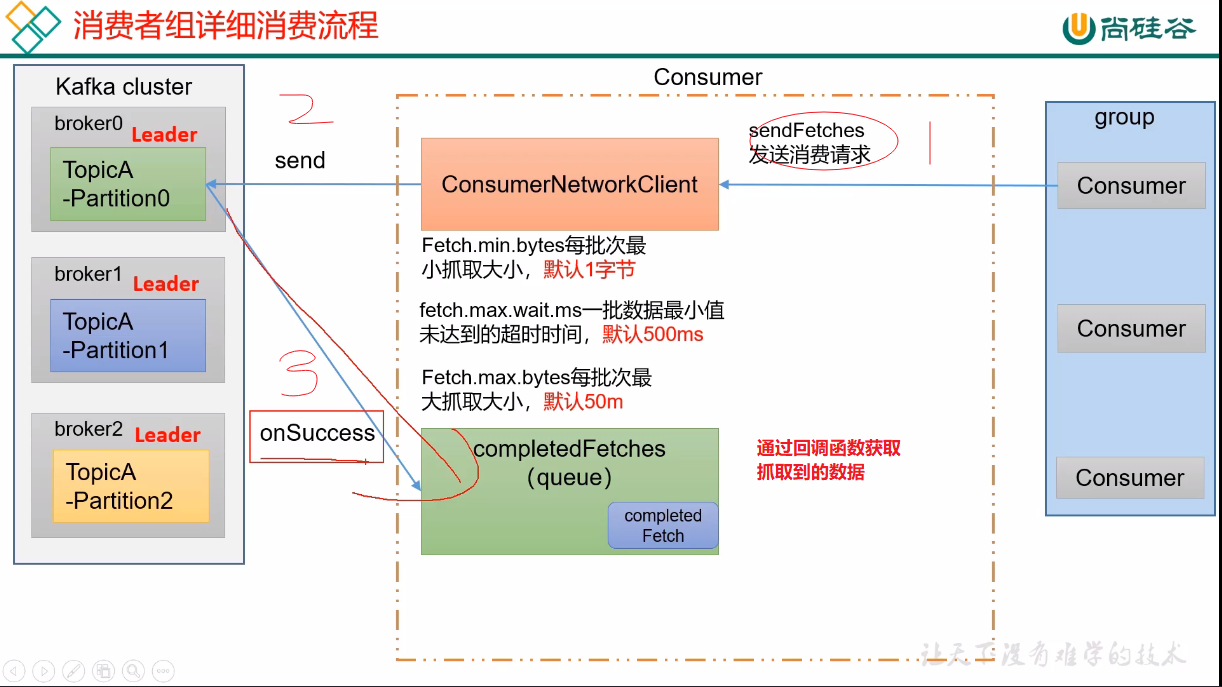 消费者组详细消费流程
尚硅谷
Kafka cluster
broker0
Leader
TopicA
-Partition0
broker1
Leader
TopicA
-Partition1
broker2
Leader
TopicA
-Partition2
2
send
3
onSuccess
Consumer
ConsumerNetworkClient
sendFetches
发送消费请求
1
Fetch.min.bytes每批次最
小抓取大小，默认1字节
fetch.max.wait.ms一批数据最小值
未达到的超时时间，默认500ms
Fetch.max.bytes每批次最
大抓取大小，默认50m
completedFetches
（queue）
completed
Fetch
通过回调函数获取
抓取到的数据
group
Consumer
Consumer
Consumer
让天下没有难学的技术